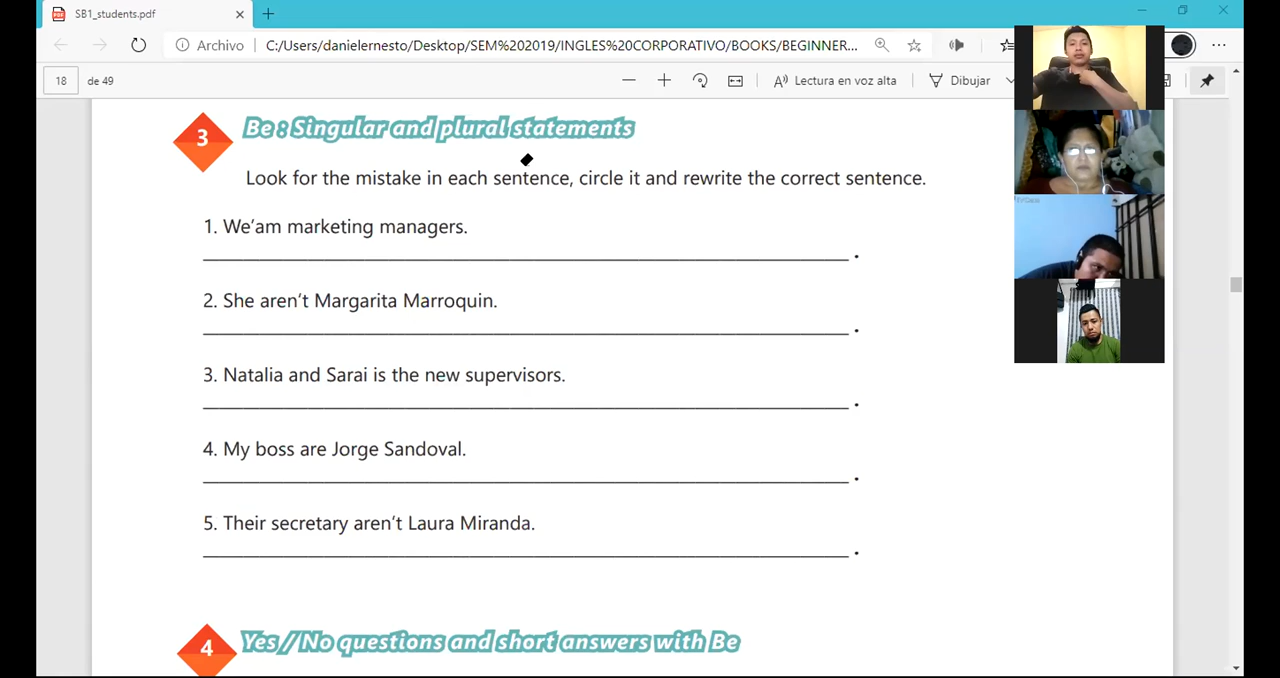 SB1_students.pdf
Archivo C:/Users/danielernesto/Desktop/SEM%202019/INGLES%20CORPORATIVO/BOOKS/BEGINNER...
18 de 49 Lectura en voz alta Dibujar
3 Be : Singular and plural statements
Look for the mistake in each sentence, circle it and rewrite the correct sentence.
1. We'am marketing managers.
2. She aren't Margarita Marroquin.
3. Natalia and Sarai is the new supervisors.
4. My boss are Jorge Sandoval.
5. Their secretary aren't Laura Miranda.
4 Yes / No questions and short answers with Be